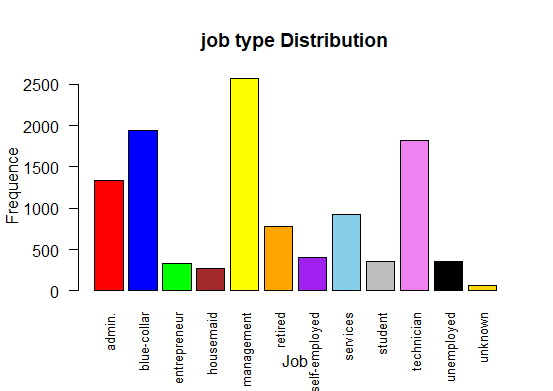 job type Distribution
Frequence
2500
2000
1500
1000
500
0
admin.
blue-collar
entrepreneur
housemaid
management
retired
self-employed
services
student
technician
unemployed
unknown
Job